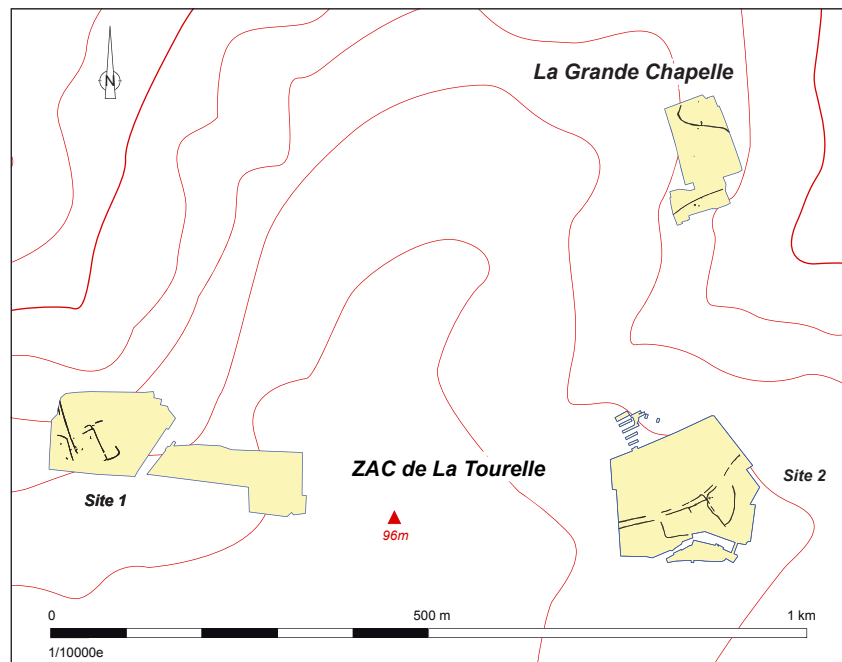 N
La Grande Chapelle
ZAC de La Tourelle
Site 2
Site 1
96m
0 500 m 1 km
1/10000e